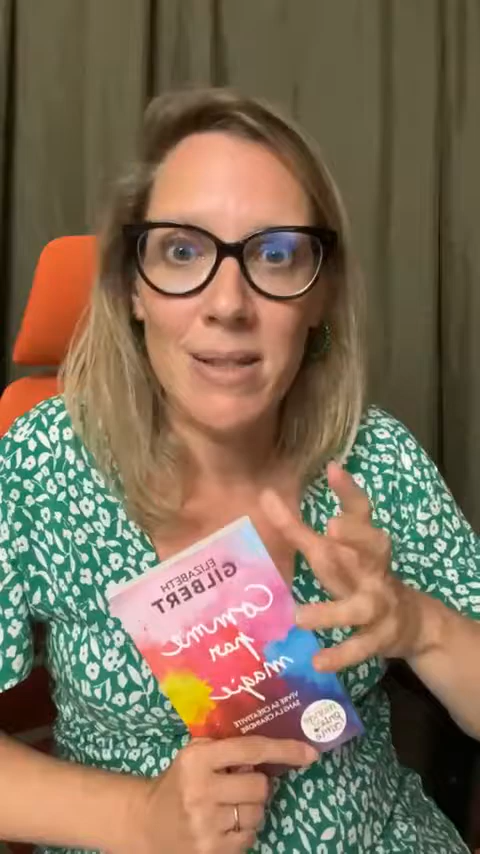 ELIZABETH
GILBERT
Comme
par
magie
VIVRE SA CRÉATIVITÉ
SANS LA CRAINDRE